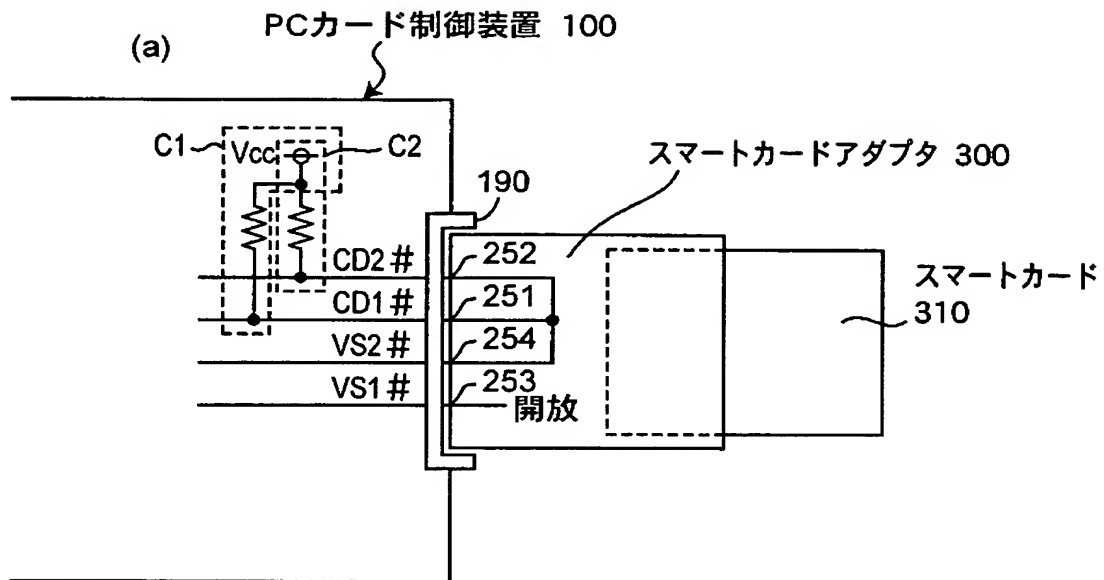 PCカード制御装置 100
(a)
C1
Vcc
C2
スマートカードアダプタ 300
190
CD2#
252
スマートカード
310
CD1#
251
VS2#
254
VS1#
253
開放